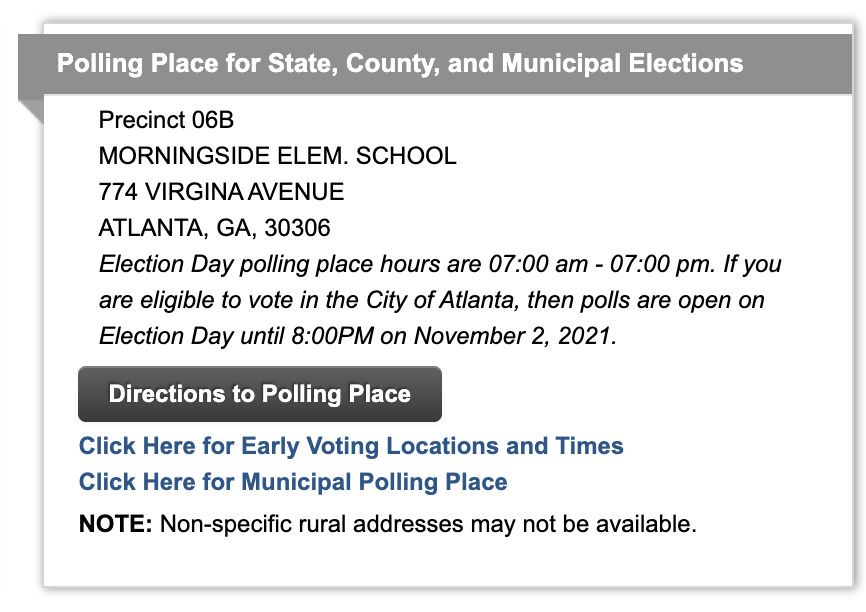 Polling Place for State, County, and Municipal Elections
Precinct 06B
MORNINGSIDE ELEM. SCHOOL
774 VIRGINA AVENUE
ATLANTA, GA, 30306
Election Day polling place hours are 07:00 am - 07:00 pm. If you
are eligible to vote in the City of Atlanta, then polls are open on
Election Day until 8:00PM on November 2, 2021.
Directions to Polling Place
Click Here for Early Voting Locations and Times
Click Here for Municipal Polling Place
NOTE: Non-specific rural addresses may not be available.